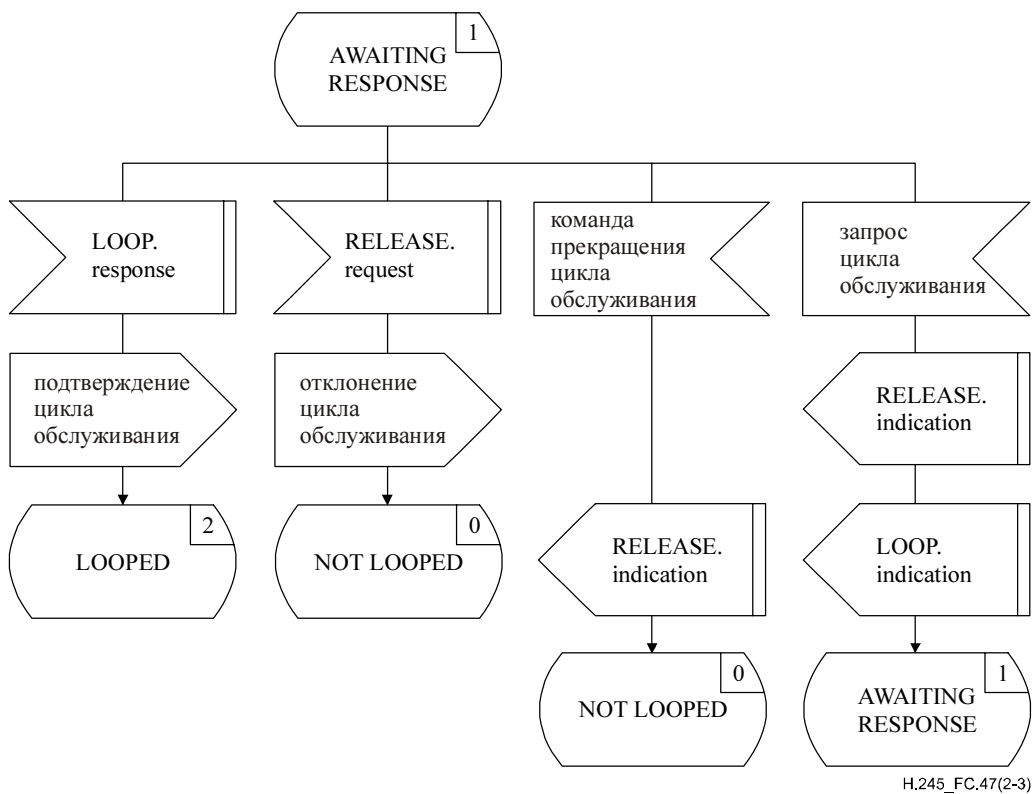 1
AWAITING
RESPONSE
LOOP.
response
RELEASE.
request
команда
прекращения
цикла
обслуживания
запрос
цикла
обслуживания
подтверждение
цикла
обслуживания
отклонение
цикла
обслуживания
RELEASE.
indication
2
LOOPED
0
NOT LOOPED
RELEASE.
indication
LOOP.
indication
0
NOT LOOPED
1
AWAITING
RESPONSE
H.245_FC.47(2-3)